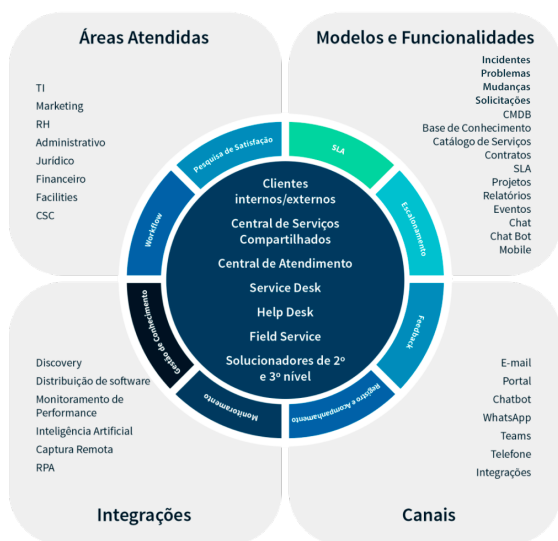 Áreas Atendidas
TI
Marketing
RH
Administrativo
Jurídico
Financeiro
Facilities
CSC
Modelos e Funcionalidades
Incidentes
Problemas
Mudanças
Solicitações
CMDB
Base de Conhecimento
Catálogo de Serviços
Contratos
SLA
Projetos
Relatórios
Eventos
Chat
Chat Bot
Mobile
Pesquisa de Satisfação
SLA
Escalonamento
Feedback
Registro e Acompanhamento
Monitoramento
Gestão de Conhecimento
Workflow
Clientes
internos/externos
Central de Serviços
Compartilhados
Central de Atendimento
Service Desk
Help Desk
Field Service
Solucionadores de 2º
e 3º nível
Discovery
Distribuição de software
Monitoramento de
Performance
Inteligência Artificial
Captura Remota
RPA
Integrações
E-mail
Portal
Chatbot
WhatsApp
Teams
Telefone
Integrações
Canais